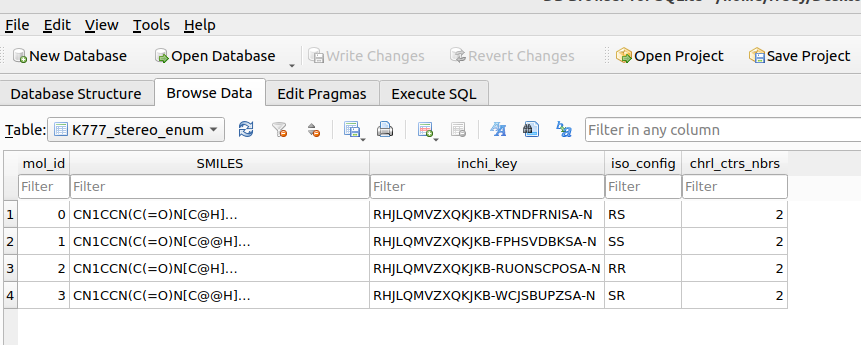 File Edit View Tools Help
New Database Open Database Write Changes Revert Changes Open Project Save Project
Database Structure Browse Data Edit Pragmas Execute SQL
Table: K777_stereo_enum Filter in any column
mol_id SMILES inchi_key iso_config chrl_ctrs_nbrs
Filter Filter Filter Filter Filter
1 0 CN1CCN(C(=O)N[C@H]... RHJLQMVZXQKJKB-XTNDFRNISA-N RS 2
2 1 CN1CCN(C(=O)N[C@@H]... RHJLQMVZXQKJKB-FPHSVDBKSA-N SS 2
3 2 CN1CCN(C(=O)N[C@H]... RHJLQMVZXQKJKB-RUONSCPOSA-N RR 2
4 3 CN1CCN(C(=O)N[C@@H]... RHJLQMVZXQKJKB-WCJSBUPZSA-N SR 2